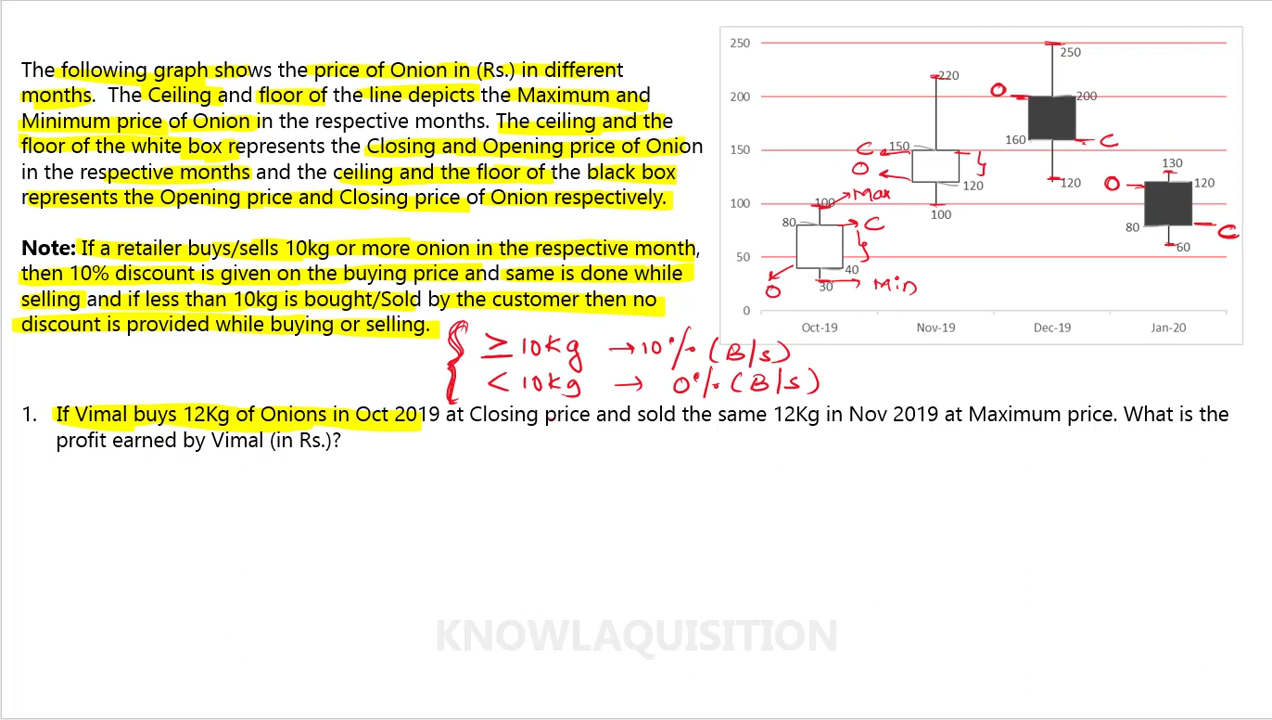 The following graph shows the price of Onion in (Rs.) in different
months. The Ceiling and floor of the line depicts the Maximum and
Minimum price of Onion in the respective months. The ceiling and the
floor of the white box represents the Closing and Opening price of Onion
in the respective months and the ceiling and the floor of the black box
represents the Opening price and Closing price of Onion respectively.
Note: If a retailer buys/sells 10kg or more onion in the respective month,
then 10% discount is given on the buying price and same is done while
selling and if less than 10kg is bought/Sold by the customer then no
discount is provided while buying or selling.
250
200
150
100
50
0
100
Max
80
C
40
O
30
Min
Oct-19
220
C
150
O
120
100
Nov-19
250
O
200
160
C
120
Dec-19
130
O
120
80
C
60
Jan-20
≥ 10kg → 10% (B/S)
< 10kg → 0% (B/S)
1. If Vimal buys 12Kg of Onions in Oct 2019 at Closing price and sold the same 12Kg in Nov 2019 at Maximum price. What is the
profit earned by Vimal (in Rs.)?
KNOWLAQUISITION